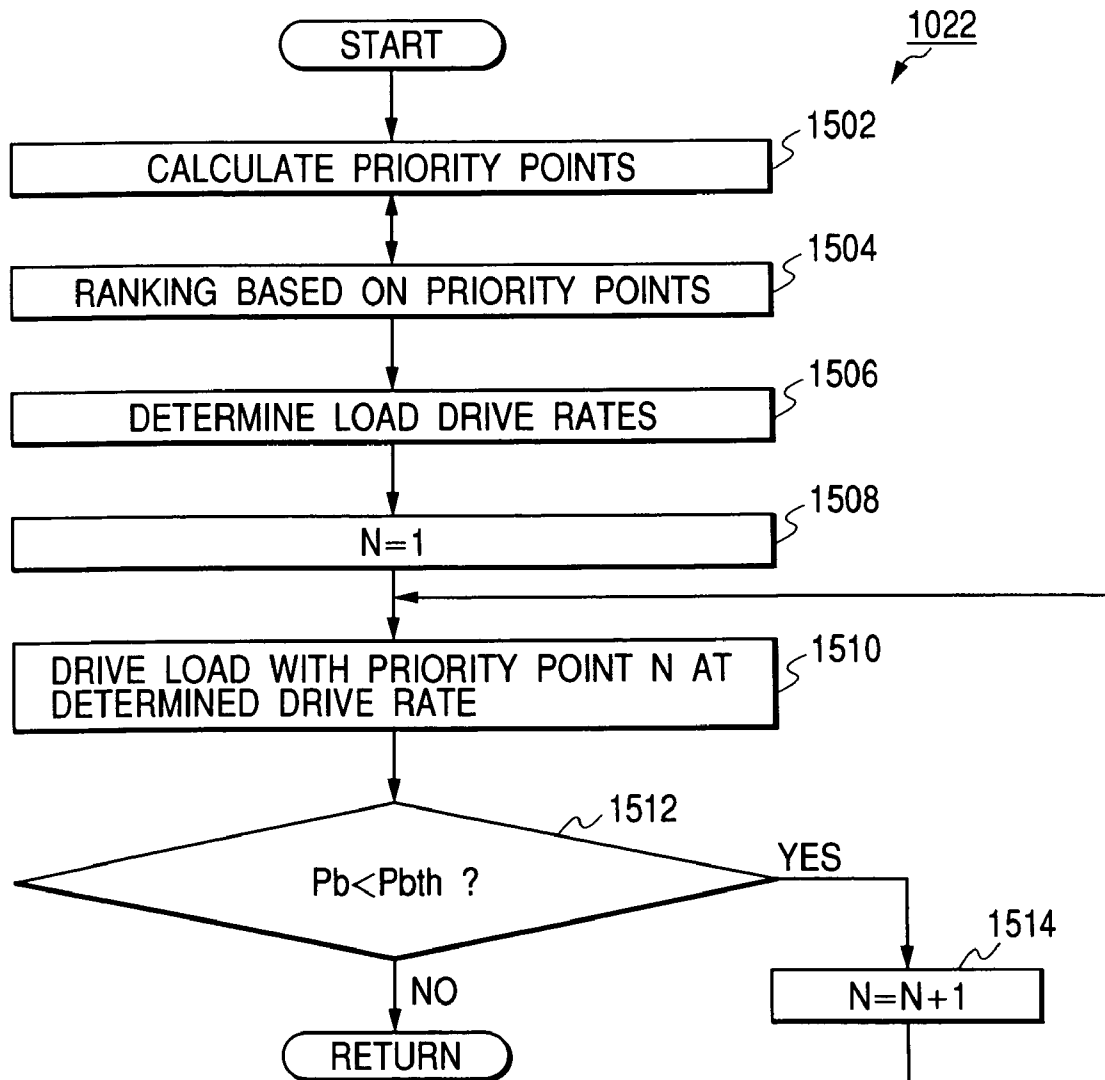 START
1022
1502
CALCULATE PRIORITY POINTS
1504
RANKING BASED ON PRIORITY POINTS
1506
DETERMINE LOAD DRIVE RATES
1508
N=1
1510
DRIVE LOAD WITH PRIORITY POINT N AT
DETERMINED DRIVE RATE
1512
Pb<Pbth ?
YES
1514
N=N+1
NO
RETURN